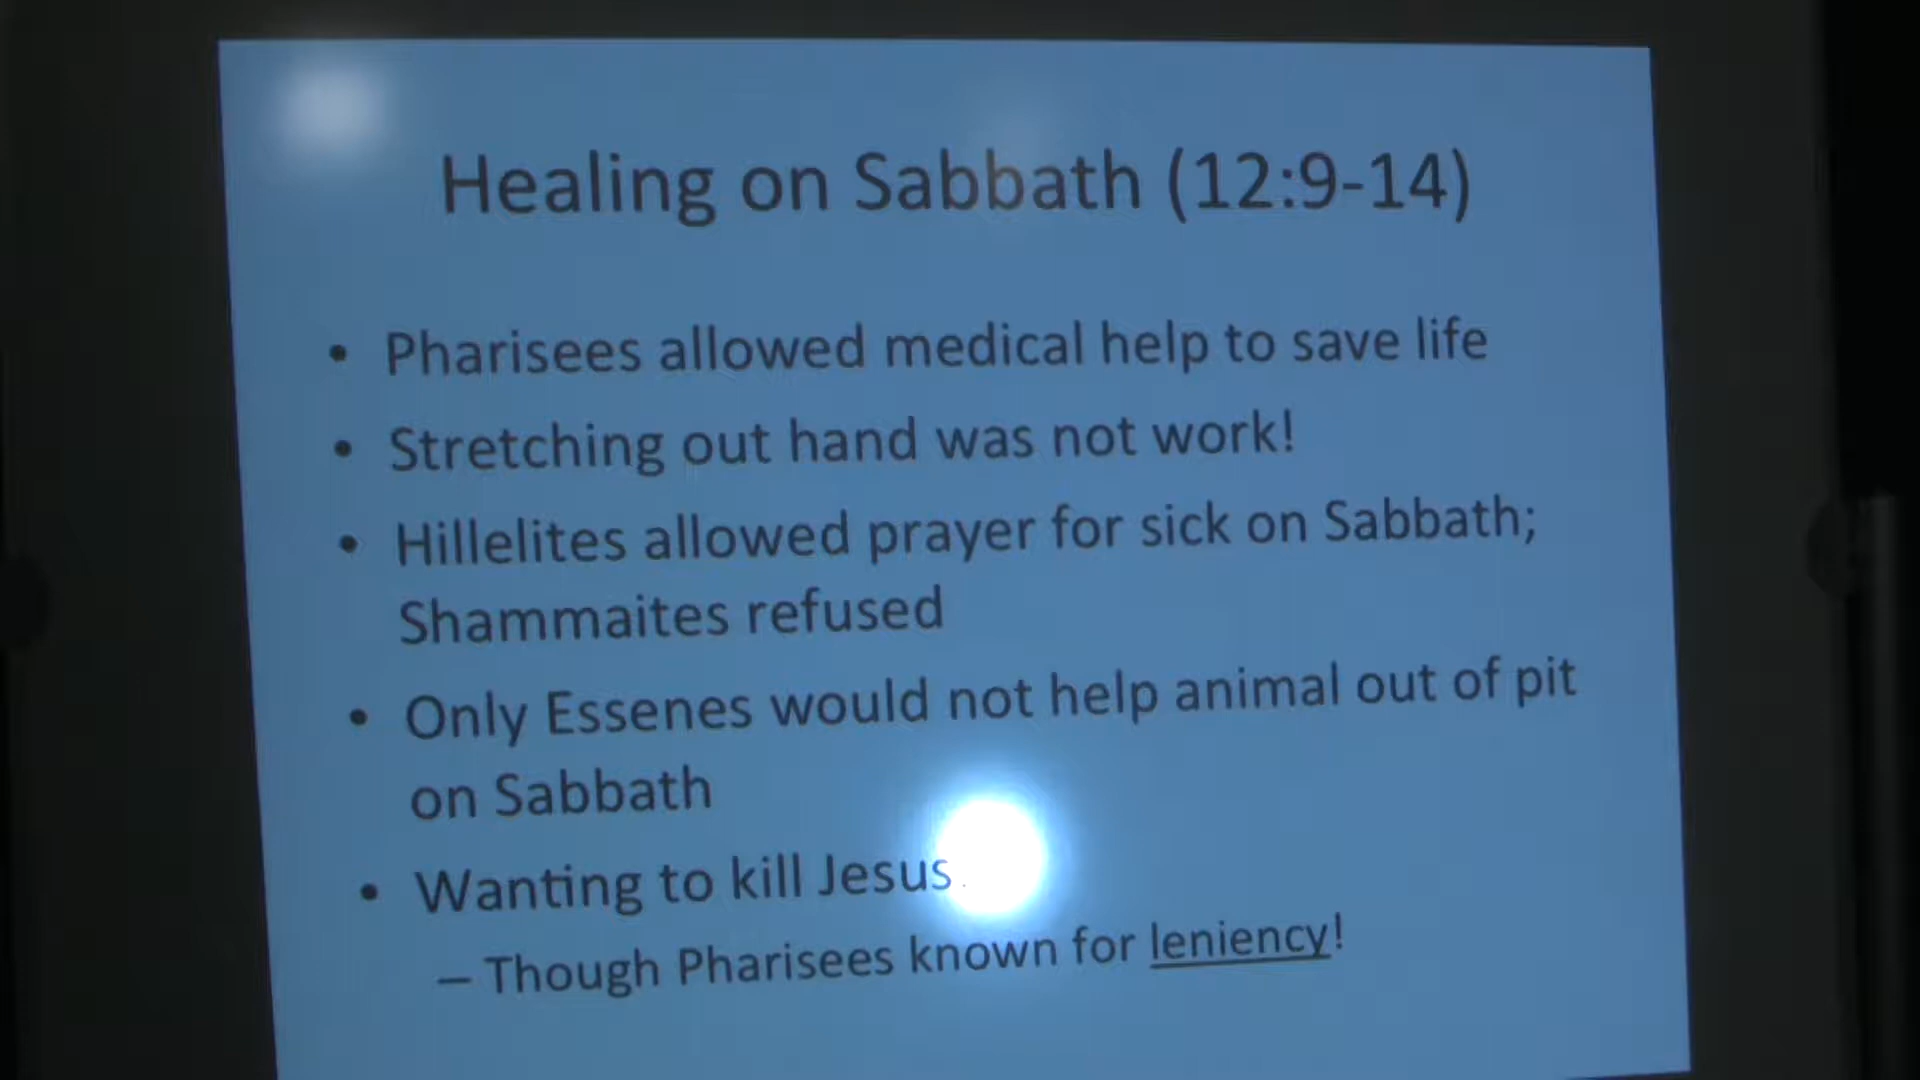 Healing on Sabbath (12:9-14)
• Pharisees allowed medical help to save life
• Stretching out hand was not work!
• Hillelites allowed prayer for sick on Sabbath;
Shammaites refused
• Only Essenes would not help animal out of pit
on Sabbath
• Wanting to kill Jesus
– Though Pharisees known for leniency!